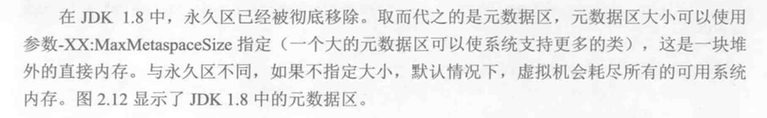 在 JDK 1.8 中，永久区已经被彻底移除。取而代之的是元数据区，元数据区大小可以使用
参数-XX:MaxMetaspaceSize 指定（一个大的元数据区可以使系统支持更多的类），这是一块堆
外的直接内存。与永久区不同，如果不指定大小，默认情况下，虚拟机会耗尽所有的可用系统
内存。图 2.12 显示了 JDK 1.8 中的元数据区。